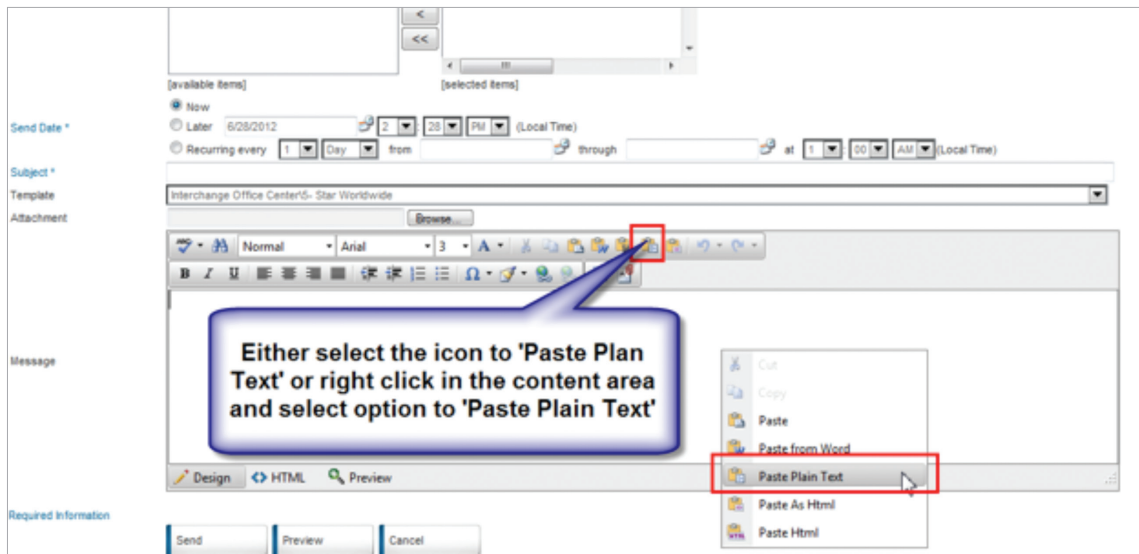 <
<<
[available items] [selected items]
Now
Send Date * Later 6/28/2012 2 : 28 PM (Local Time)
Recurring every 1 Day from through at 1 : 00 AM (Local Time)
Subject *
Template Interchange Office Center\5- Star Worldwide
Attachment Browse...
Normal Arial 3 A
B I U Ω
Either select the icon to 'Paste Plan
Text' or right click in the content area
and select option to 'Paste Plain Text'
Message
Cut
Copy
Paste
Paste from Word
Paste Plain Text
Paste As Html
Paste Html
Design <> HTML Preview
Required Information
Send Preview Cancel